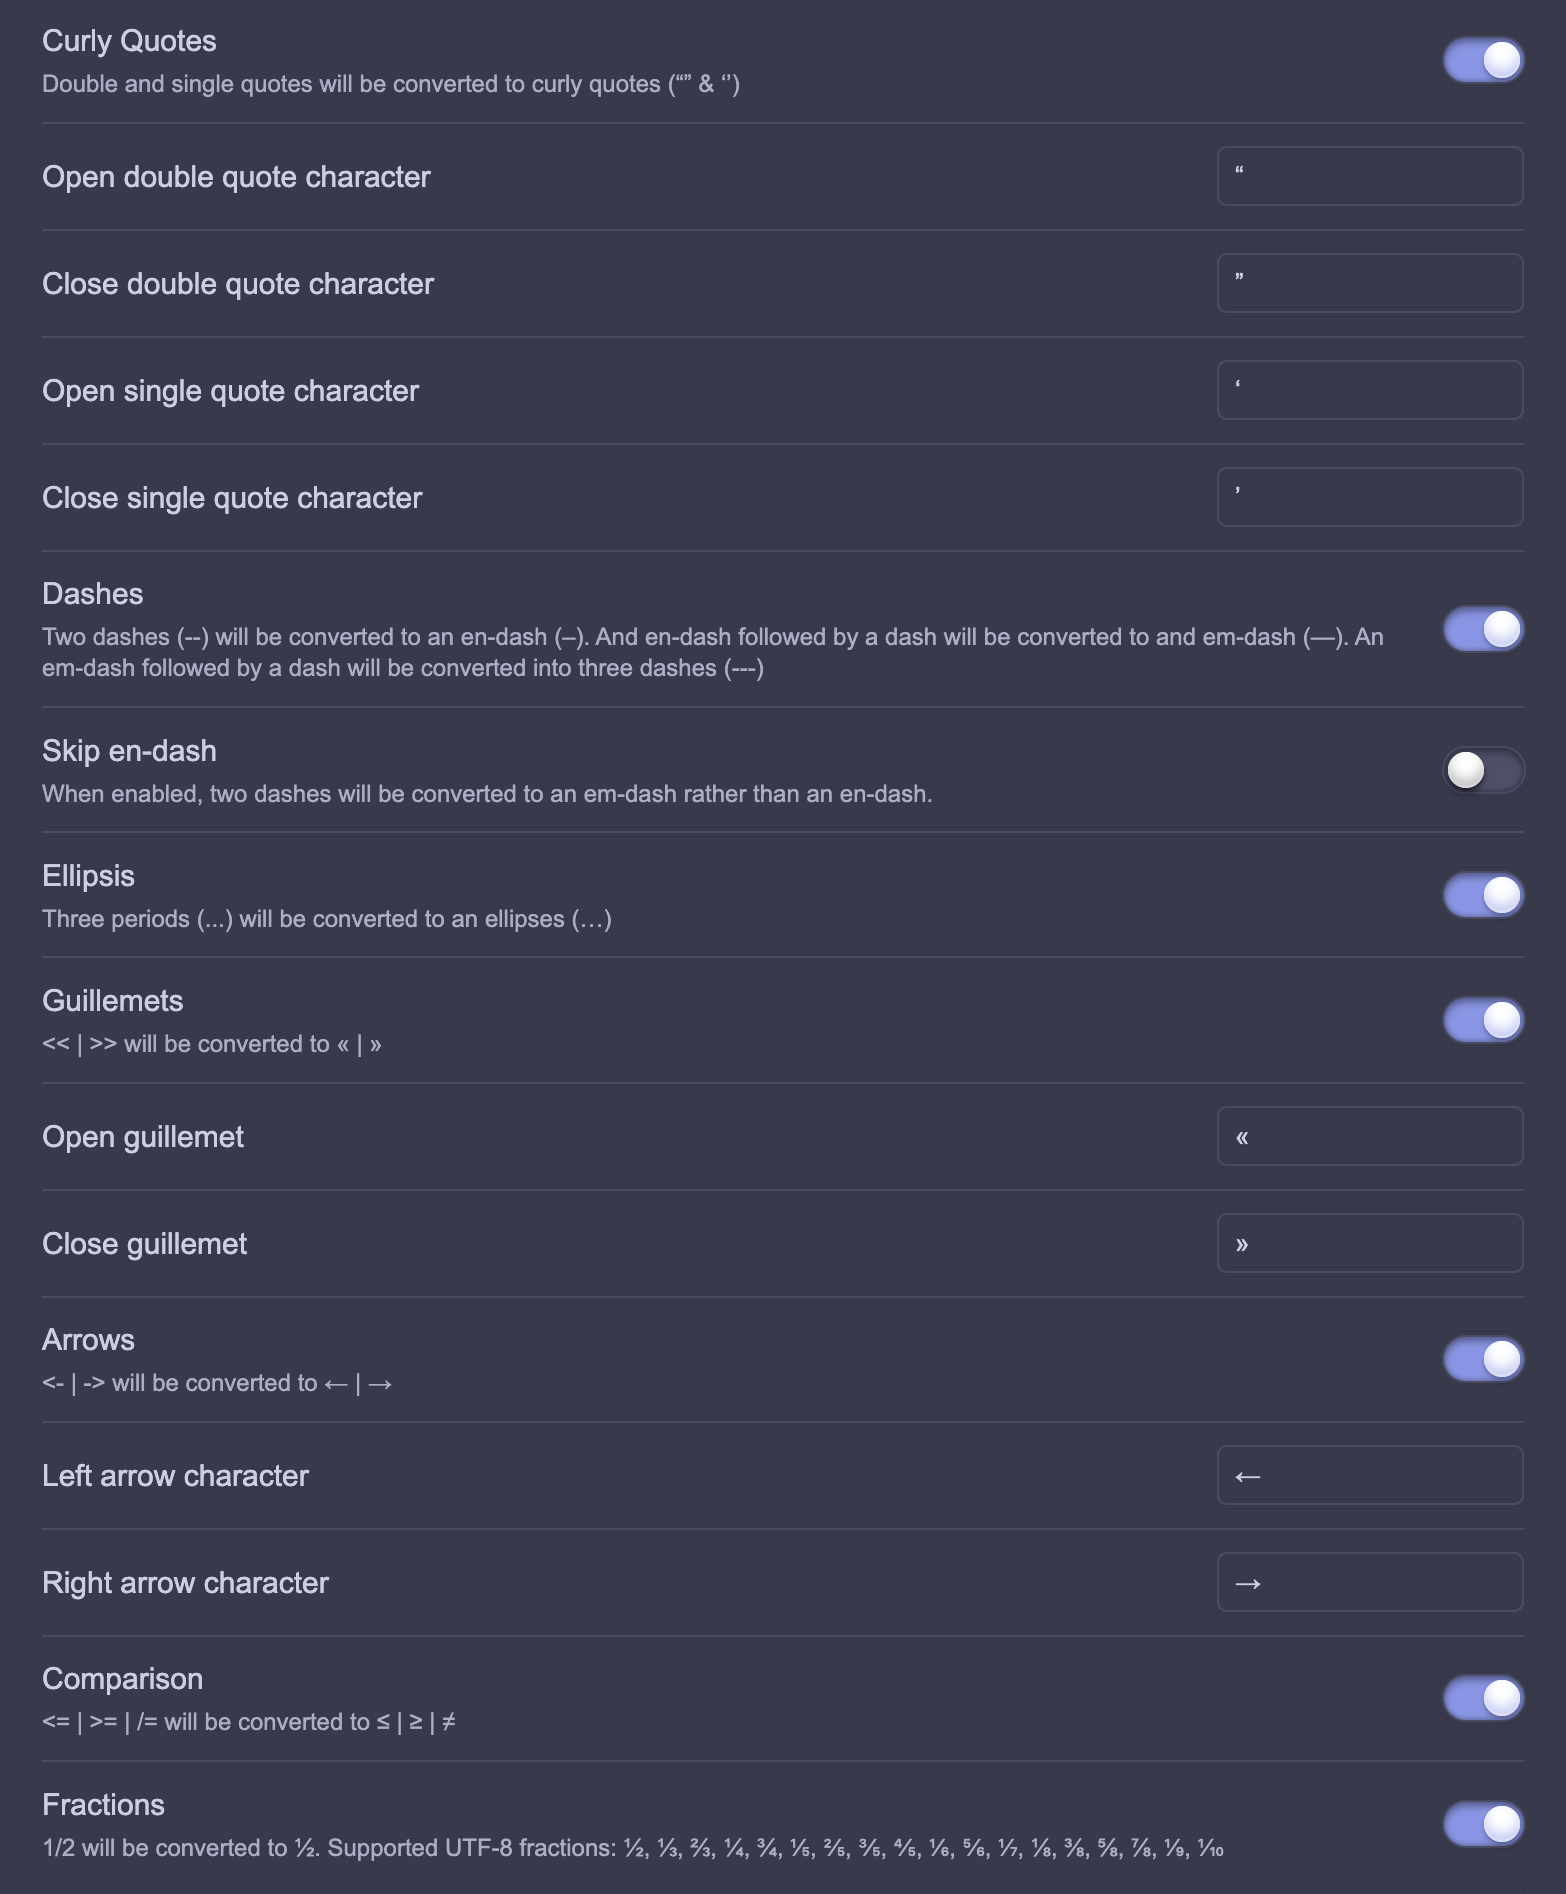 Curly Quotes
Double and single quotes will be converted to curly quotes (“” & ‘’)
Open double quote character
“
Close double quote character
”
Open single quote character
‘
Close single quote character
’
Dashes
Two dashes (--) will be converted to an en-dash (–). And en-dash followed by a dash will be converted to and em-dash (—). An
em-dash followed by a dash will be converted into three dashes (---)
Skip en-dash
When enabled, two dashes will be converted to an em-dash rather than an en-dash.
Ellipsis
Three periods (...) will be converted to an ellipses (…)
Guillemets
<< | >> will be converted to « | »
Open guillemet
«
Close guillemet
»
Arrows
<- | -> will be converted to ← | →
Left arrow character
←
Right arrow character
→
Comparison
<= | >= | /= will be converted to ≤ | ≥ | ≠
Fractions
1/2 will be converted to ½. Supported UTF-8 fractions: ½, ⅓, ⅔, ¼, ¾, ⅕, ⅖, ⅗, ⅘, ⅙, ⅚, ⅐, ⅛, ⅜, ⅝, ⅞, ⅑, ⅒